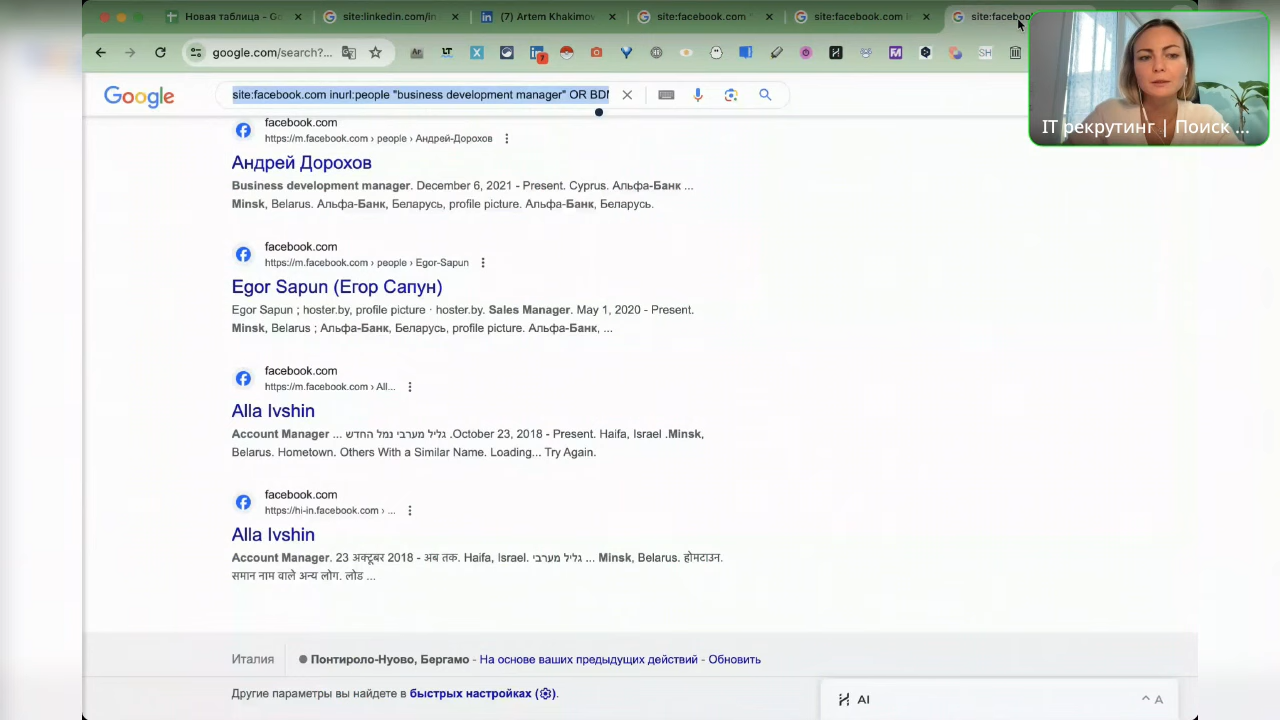 Новая таблица - Go
site:linkedin.com/in
(7) Artem Khakimov
site:facebook.com "
site:facebook.com in
site:facebook
google.com/search?...
7
SH
IT рекрутинг | Поиск ...
Google
site:facebook.com inurl:people "business development manager" OR BDM
facebook.com
https://m.facebook.com › people › Андрей-Дорохов
Андрей Дорохов
Business development manager. December 6, 2021 - Present. Cyprus. Альфа-Банк ...
Minsk, Belarus. Альфа-Банк, Беларусь, profile picture. Альфа-Банк, Беларусь.
facebook.com
https://m.facebook.com › people › Egor-Sapun
Egor Sapun (Егор Сапун)
Egor Sapun ; hoster.by, profile picture · hoster.by. Sales Manager. May 1, 2020 - Present.
Minsk, Belarus ; Альфа-Банк, Беларусь, profile picture. Альфа-Банк, ...
facebook.com
https://m.facebook.com › All...
Alla Ivshin
Account Manager ... גליל מערבי נמל החדש. October 23, 2018 - Present. Haifa, Israel .Minsk,
Belarus. Hometown. Others With a Similar Name. Loading... Try Again.
facebook.com
https://hi-in.facebook.com › ...
Alla Ivshin
Account Manager. 23 अक्टूबर 2018 - अब तक. Haifa, Israel. גליל מערבי ... Minsk, Belarus. होमटाउन.
समान नाम वाले अन्य लोग. लोड ...
Италия
Понтироло-Нуово, Бергамо - На основе ваших предыдущих действий - Обновить
Другие параметры вы найдете в быстрых настройках.
AI
A